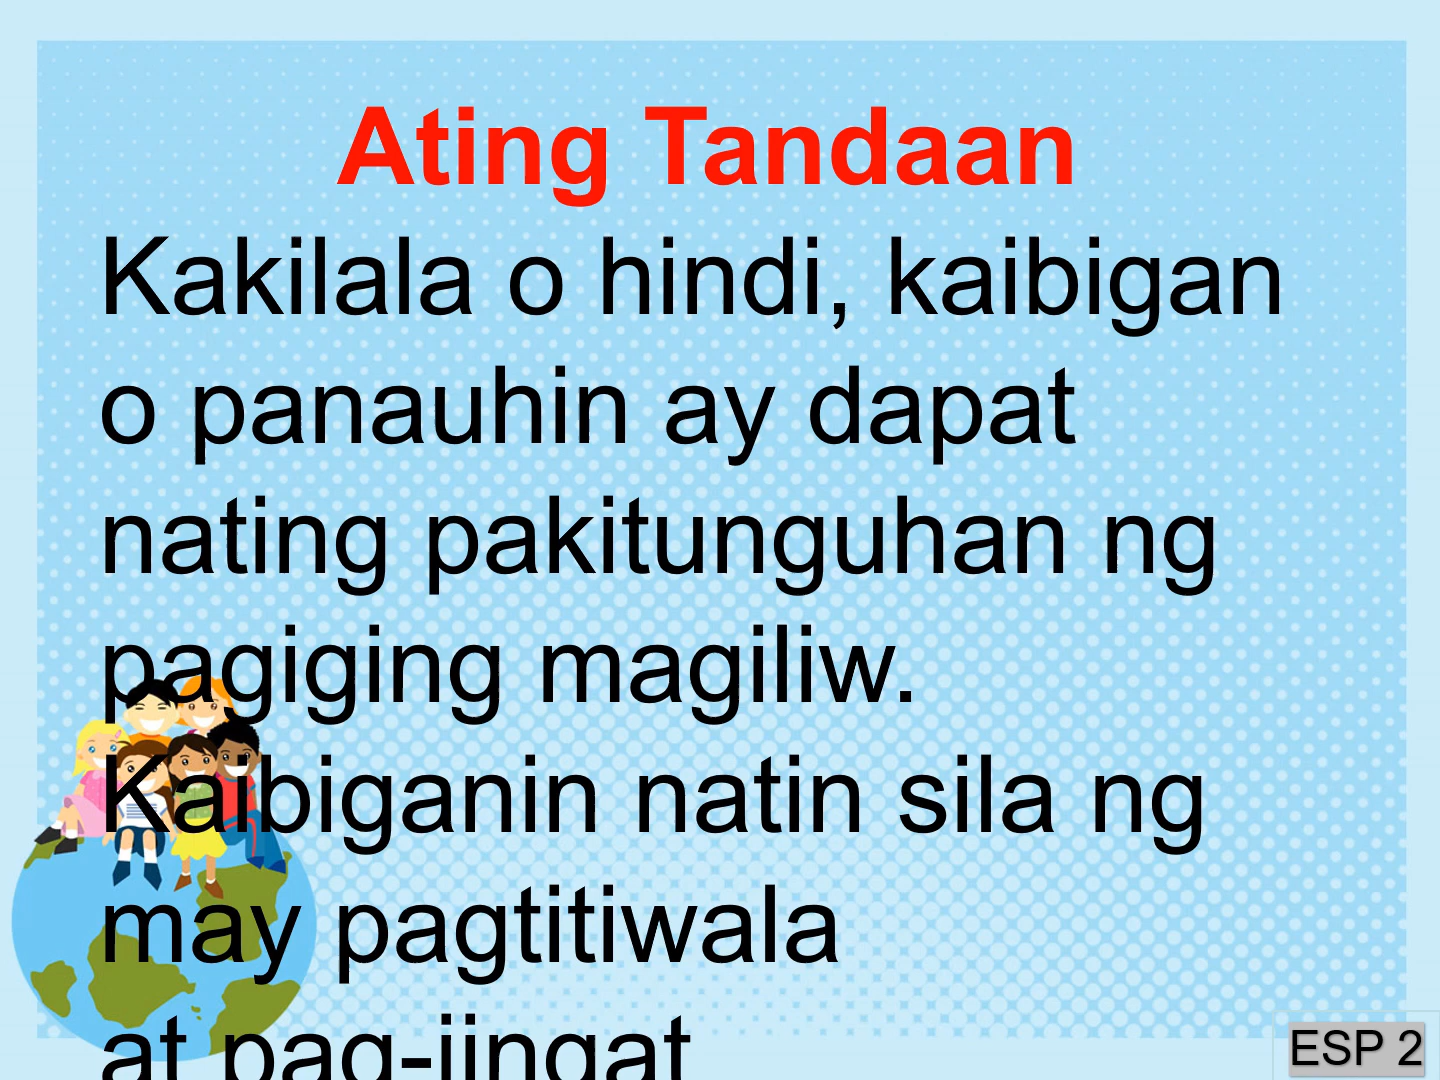 Ating Tandaan
Kakilala o hindi, kaibigan
o panauhin ay dapat
nating pakitunguhan ng
pagiging magiliw.
Kaibiganin natin sila ng
may pagtitiwala
at pag-iingat
ESP 2